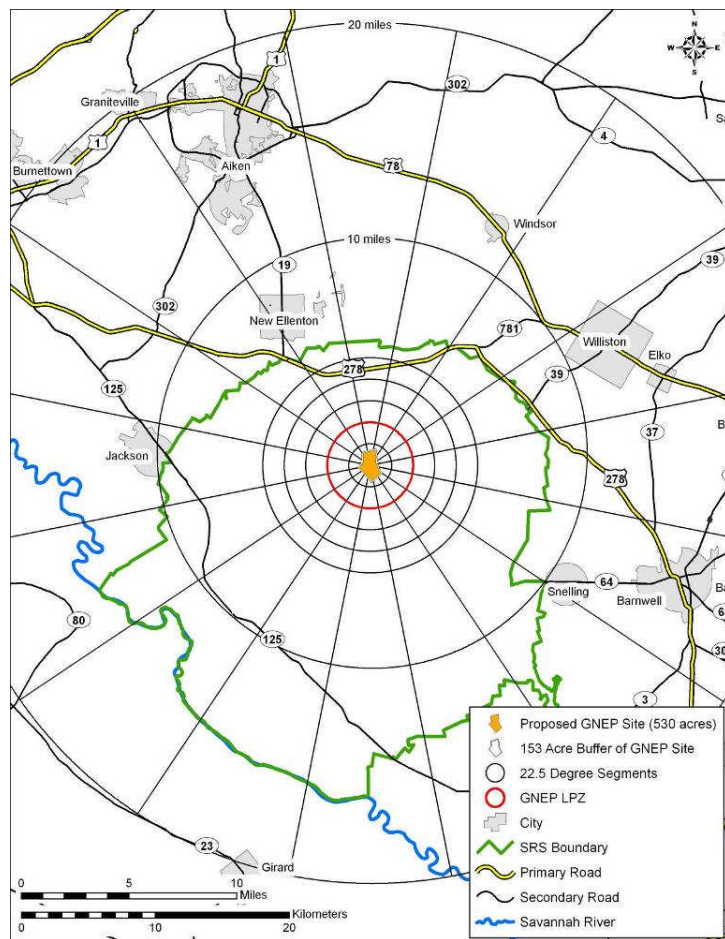 20 miles
N
W E
S
1
302
Graniteville
4
1
Aiken
78
Burnettown
Windsor
10 miles
39
19
302
New Ellenton
781
Williston
Elko
278
39
125
37
Jackson
278
64
Snelling
Barnwell
64
80
125
30
3
23
Girard
Proposed GNEP Site (530 acres)
153 Acre Buffer of GNEP Site
22.5 Degree Segments
GNEP LPZ
City
SRS Boundary
Primary Road
Secondary Road
Savannah River
0 5 10
Miles
Kilometers
0 10 20